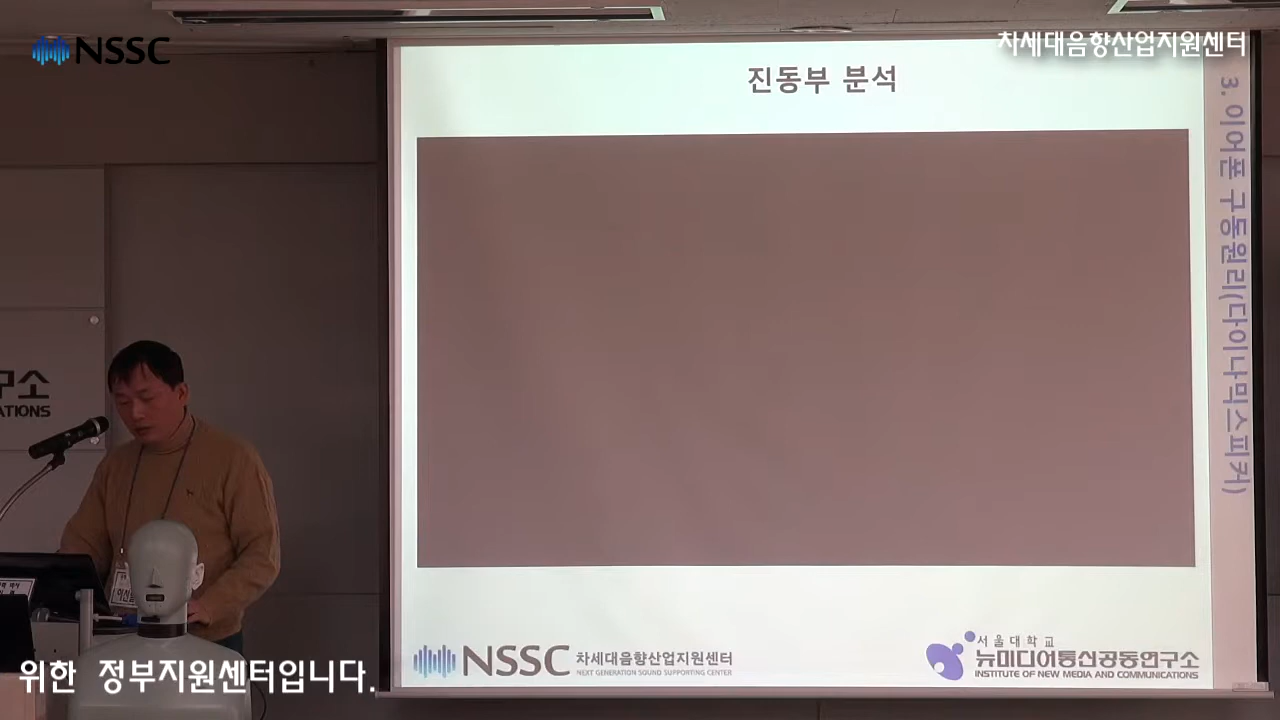 NSSC
차세대음향산업지원센터
진동부 분석
3. 이어폰 구동원리(다이나믹스피커)
구소
ATIONS
NSSC 차세대음향산업지원센터
NEXT GENERATION SOUND SUPPORTING CENTER
서울대학교
뉴미디어통신공동연구소
INSTITUTE OF NEW MEDIA AND COMMUNICATIONS
위한 정부지원센터입니다.